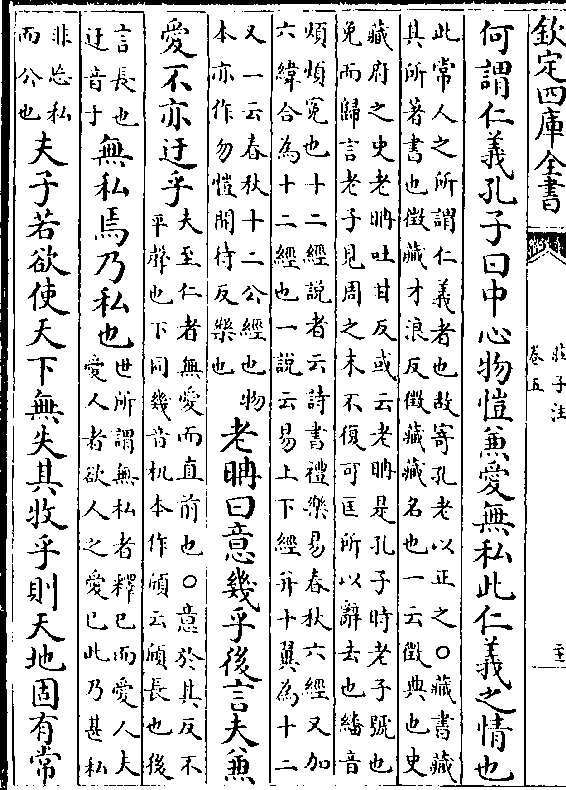 欽定四庫全書
莊子注
卷五
何謂仁義孔子曰中心物愷兼愛無私此仁義之情也
此常人之所謂仁義者也故寄孔老以正之○藏書藏
其所著書也徵藏才浪反徵藏藏名也一云徵典也史
藏府之史老聃吐甘反或云老聃是孔子時老子號也
免而歸言老子見周之末不復可匡所以辭去也繙音
煩煩冤也十二經說者云詩書禮樂易春秋六經又加
六緯合為十二經也一說云易上下經并十翼為十二
又一云春秋十二公經也物
本亦作勿愷開待反樂也
老聃曰意幾乎後言夫兼
愛不亦迂乎
夫至仁者無愛而直前也○意於其反不
平聲也下同幾音机本作頎云頎長也後
言長也
迂音于
無私焉乃私也
世所謂無私者釋已而愛人夫
愛人者欲人之愛已此乃甚私
非忘私
而公也
夫子若欲使天下無失其牧乎則天地固有常